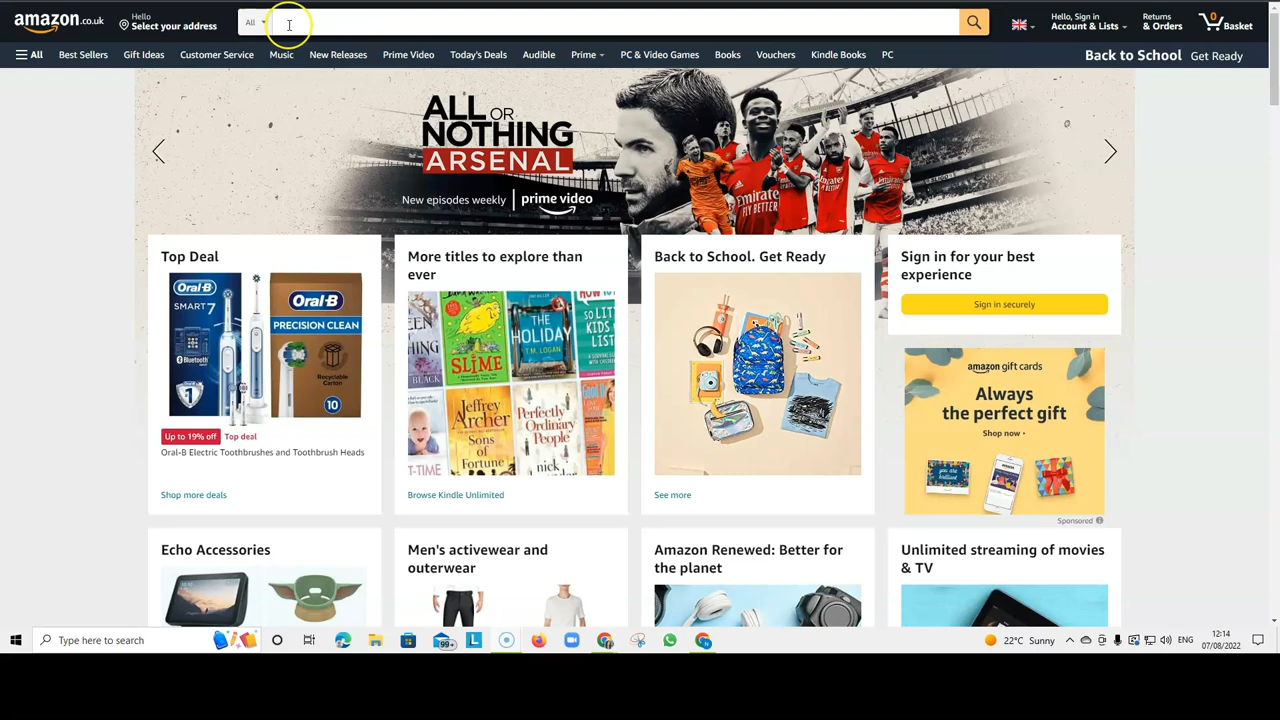 amazon.co.uk
Hello
Select your address
All
Hello, Sign in
Account & Lists
Returns
& Orders
0
Basket
All
Best Sellers
Gift Ideas
Customer Service
Music
New Releases
Prime Video
Today's Deals
Audible
Prime
PC & Video Games
Books
Vouchers
Kindle Books
PC
Back to School Get Ready
ALL OR
NOTHING
ARSENAL
New episodes weekly
prime video
Emirates
FLY BETTER
Top Deal
Oral-B
SMART 7
Bluetooth
1
Oral-B
PRECISION CLEAN
Recyclable
Carton
10
Up to 19% off
Top deal
Oral-B Electric Toothbrushes and Toothbrush Heads
Shop more deals
More titles to explore than
ever
SLIME
THE
HOLIDAY
T.M. LOGAN
SO LIT
KIDS
Jeffrey
Archer
Sons
of
Fortune
Perfectly
Ordinary
People
nick
Browse Kindle Unlimited
Back to School. Get Ready
See more
Sign in for your best
experience
Sign in securely
amazon gift cards
Always
the perfect gift
Shop now
Sponsored
Echo Accessories
Men's activewear and
outerwear
Amazon Renewed: Better for
the planet
Unlimited streaming of movies
& TV
Type here to search
99+
22°C Sunny
ENG
12:14
07/08/2022